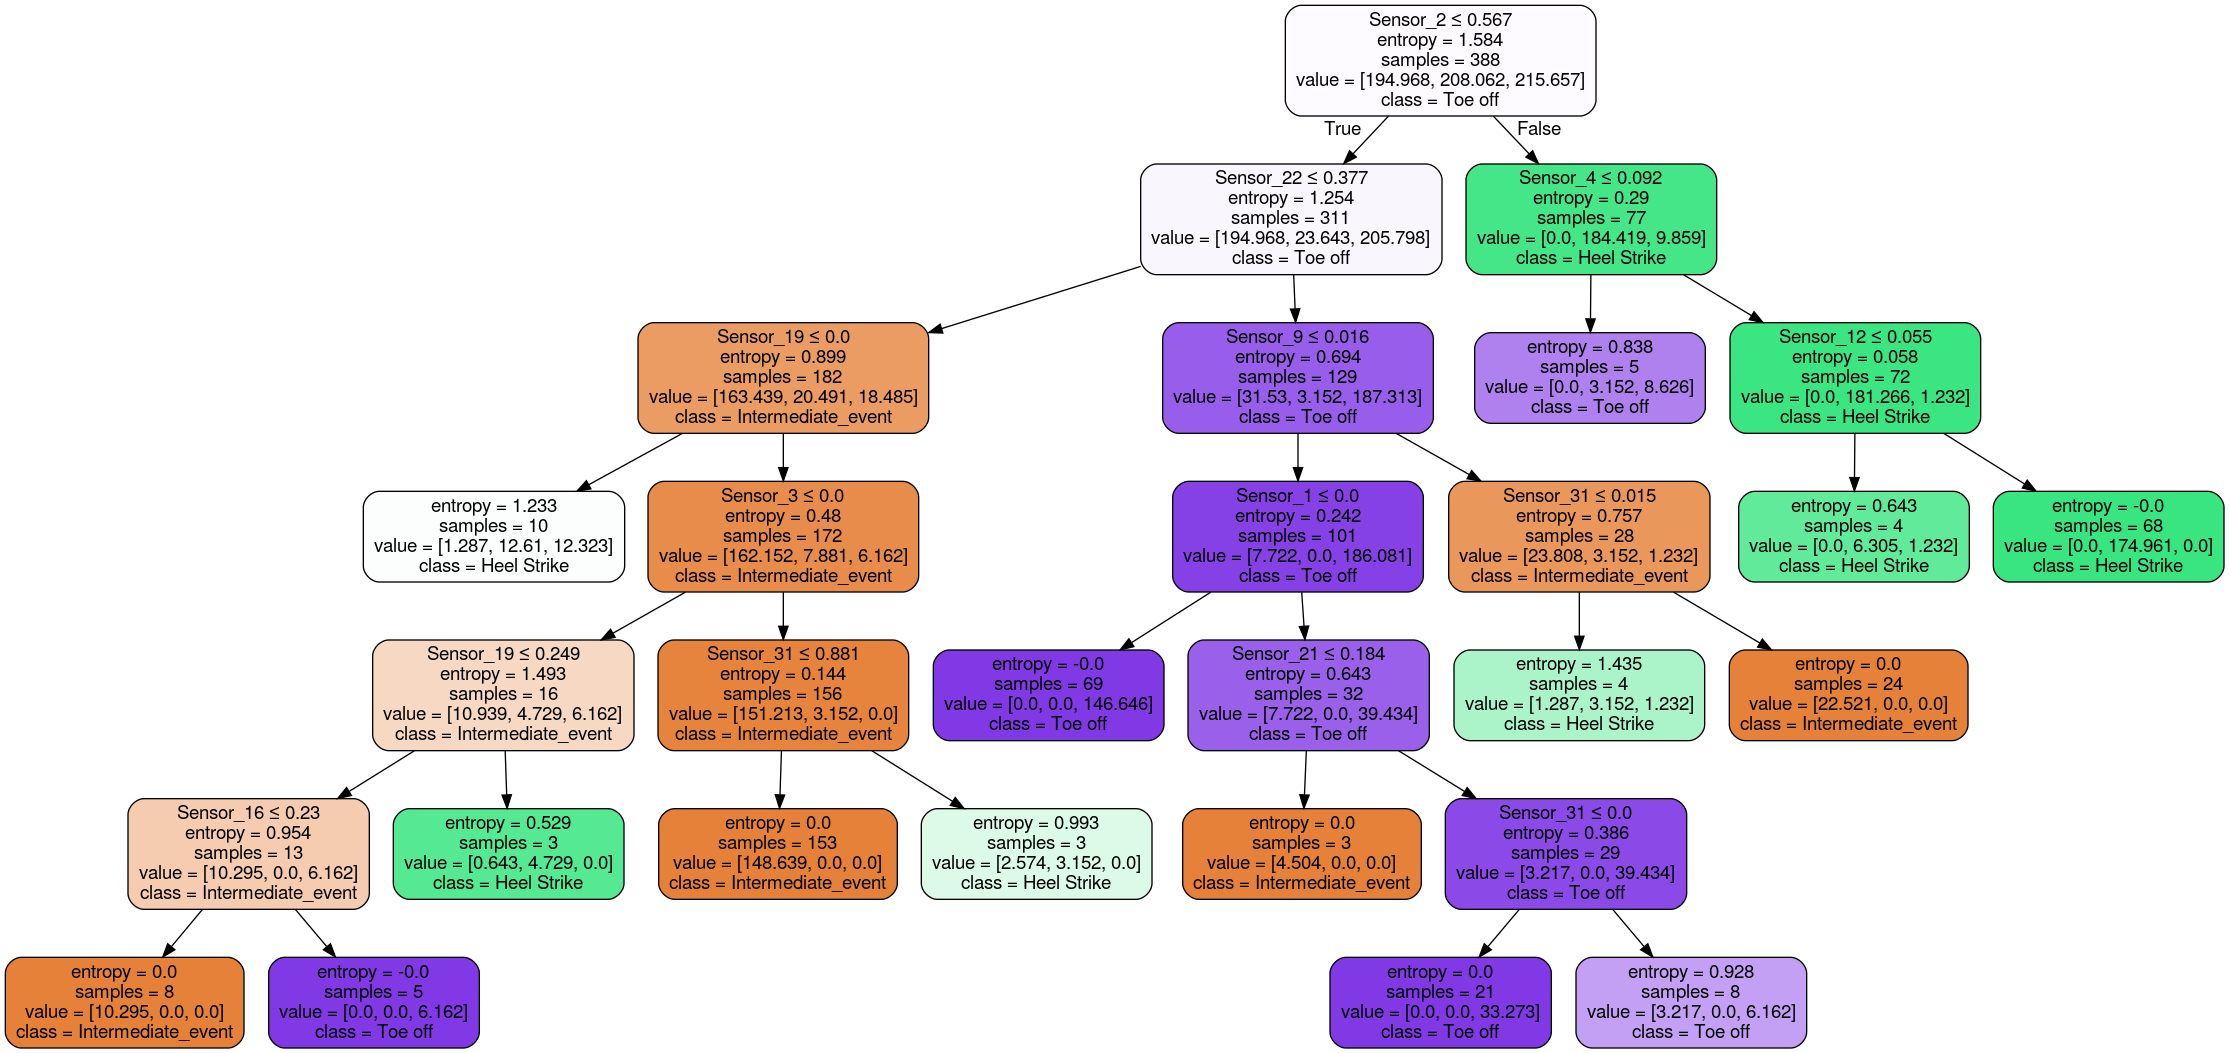 Sensor_2 ≤ 0.567
entropy = 1.584
samples = 388
value = [194.968, 208.062, 215.657]
class = Toe off
True
False
Sensor_22 ≤ 0.377
entropy = 1.254
samples = 311
value = [194.968, 23.643, 205.798]
class = Toe off
Sensor_4 ≤ 0.092
entropy = 0.29
samples = 77
value = [0.0, 184.419, 9.859]
class = Heel Strike
Sensor_19 ≤ 0.0
entropy = 0.899
samples = 182
value = [163.439, 20.491, 18.485]
class = Intermediate_event
Sensor_9 ≤ 0.016
entropy = 0.694
samples = 129
value = [31.53, 3.152, 187.313]
class = Toe off
entropy = 0.838
samples = 5
value = [0.0, 3.152, 8.626]
class = Toe off
Sensor_12 ≤ 0.055
entropy = 0.058
samples = 72
value = [0.0, 181.266, 1.232]
class = Heel Strike
entropy = 1.233
samples = 10
value = [1.287, 12.61, 12.323]
class = Heel Strike
Sensor_3 ≤ 0.0
entropy = 0.48
samples = 172
value = [162.152, 7.881, 6.162]
class = Intermediate_event
Sensor_1 ≤ 0.0
entropy = 0.242
samples = 101
value = [7.722, 0.0, 186.081]
class = Toe off
Sensor_31 ≤ 0.015
entropy = 0.757
samples = 28
value = [23.808, 3.152, 1.232]
class = Intermediate_event
entropy = 0.643
samples = 4
value = [0.0, 6.305, 1.232]
class = Heel Strike
entropy = -0.0
samples = 68
value = [0.0, 174.961, 0.0]
class = Heel Strike
Sensor_19 ≤ 0.249
entropy = 1.493
samples = 16
value = [10.939, 4.729, 6.162]
class = Intermediate_event
Sensor_31 ≤ 0.881
entropy = 0.144
samples = 156
value = [151.213, 3.152, 0.0]
class = Intermediate_event
entropy = -0.0
samples = 69
value = [0.0, 0.0, 146.646]
class = Toe off
Sensor_21 ≤ 0.184
entropy = 0.643
samples = 32
value = [7.722, 0.0, 39.434]
class = Toe off
entropy = 1.435
samples = 4
value = [1.287, 3.152, 1.232]
class = Heel Strike
entropy = 0.0
samples = 24
value = [22.521, 0.0, 0.0]
class = Intermediate_event
Sensor_16 ≤ 0.23
entropy = 0.954
samples = 13
value = [10.295, 0.0, 6.162]
class = Intermediate_event
entropy = 0.529
samples = 3
value = [0.643, 4.729, 0.0]
class = Heel Strike
entropy = 0.0
samples = 153
value = [148.639, 0.0, 0.0]
class = Intermediate_event
entropy = 0.993
samples = 3
value = [2.574, 3.152, 0.0]
class = Heel Strike
entropy = 0.0
samples = 3
value = [4.504, 0.0, 0.0]
class = Intermediate_event
Sensor_31 ≤ 0.0
entropy = 0.386
samples = 29
value = [3.217, 0.0, 39.434]
class = Toe off
entropy = 0.0
samples = 8
value = [10.295, 0.0, 0.0]
class = Intermediate_event
entropy = -0.0
samples = 5
value = [0.0, 0.0, 6.162]
class = Toe off
entropy = 0.0
samples = 21
value = [0.0, 0.0, 33.273]
class = Toe off
entropy = 0.928
samples = 8
value = [3.217, 0.0, 6.162]
class = Toe off